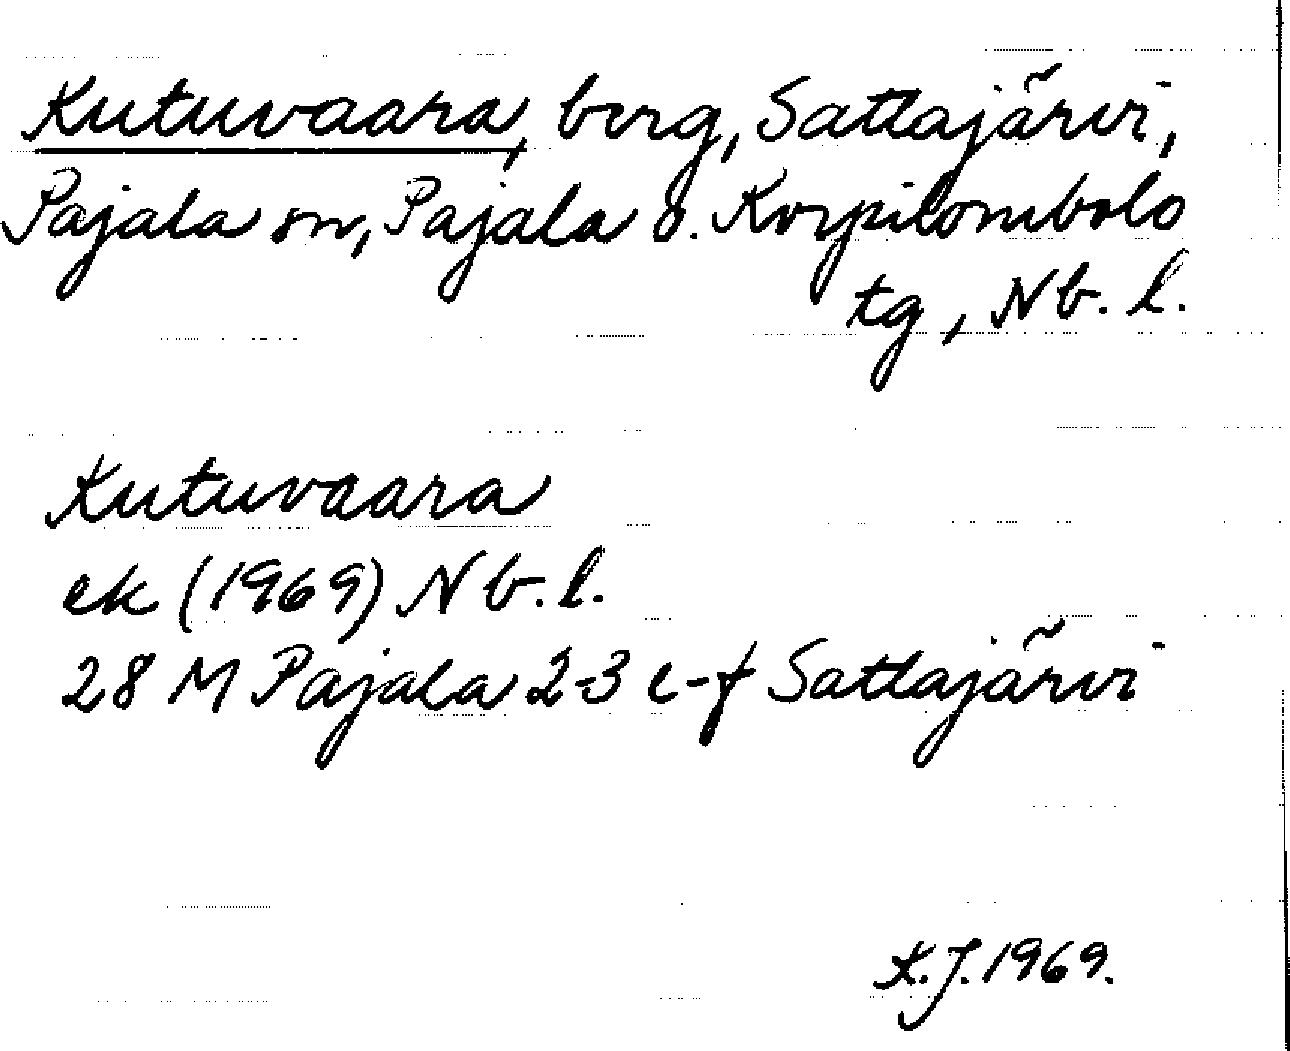 Kutuvaara, berg, Sattajärvi,
Pajala sn, Pajala o. Korpilombolo
tg, Nb. l.
Kutuvaara
ek (1969) Nb. l.
28 M Pajala 2-3 e-f Sattajärvi
K.J. 1969.